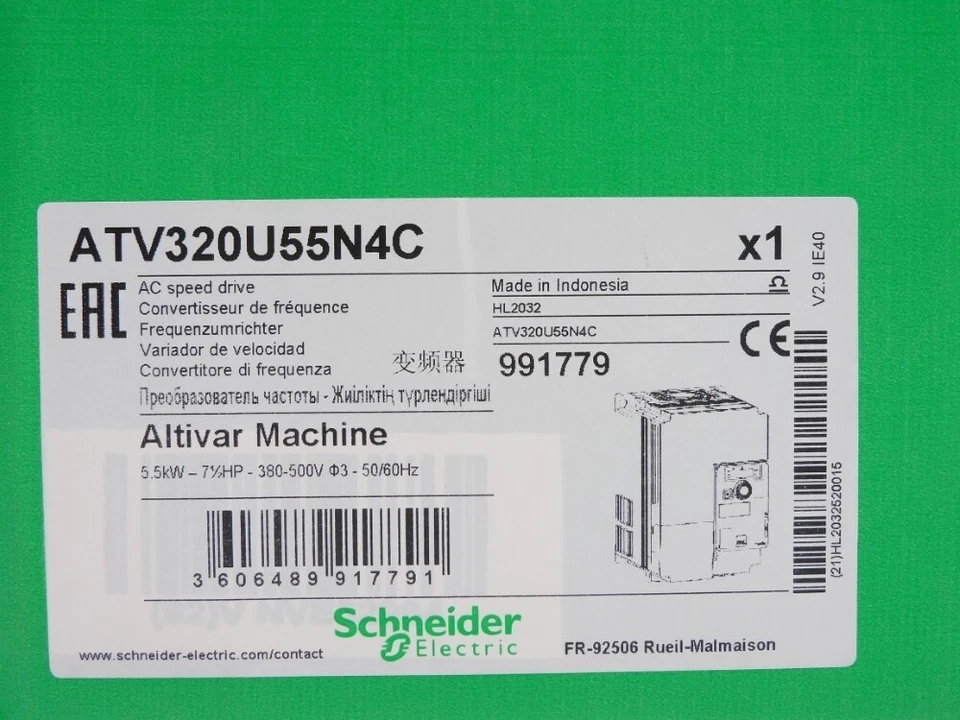 ATV320U55N4C x1
EAC
AC speed drive
Convertisseur de fréquence
Frequenzumrichter
Variador de velocidad
Convertitore di frequenza 变频器
Преобразователь частоты - Жиіліктің түрлендіргіші
Made in Indonesia
HL2032
ATV320U55N4C
991779
CE
V2.9 IE40
Altivar Machine
5.5kW – 7½HP - 380-500V Φ3 - 50/60Hz
3 606489 917791
(21)HL2032520015
Schneider
Electric
www.schneider-electric.com/contact
FR-92506 Rueil-Malmaison